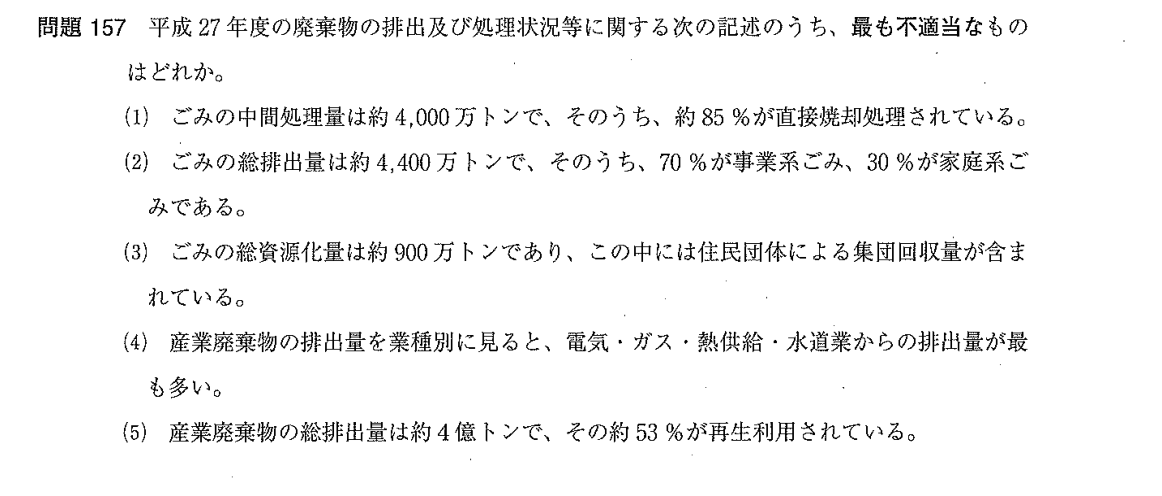 問題 157 平成 27 年度の廃棄物の排出及び処理状況等に関する次の記述のうち、最も不適当なもの
はどれか。
(1) ごみの中間処理量は約 4,000 万トンで、そのうち、約 85 %が直接焼却処理されている。
(2) ごみの総排出量は約 4,400 万トンで、そのうち、70 %が事業系ごみ、30 %が家庭系ご
みである。
(3) ごみの総資源化量は約 900 万トンであり、この中には住民団体による集団回収量が含ま
れている。
(4) 産業廃棄物の排出量を業種別に見ると、電気・ガス・熱供給・水道業からの排出量が最
も多い。
(5) 産業廃棄物の総排出量は約 4 億トンで、その約 53 %が再生利用されている。